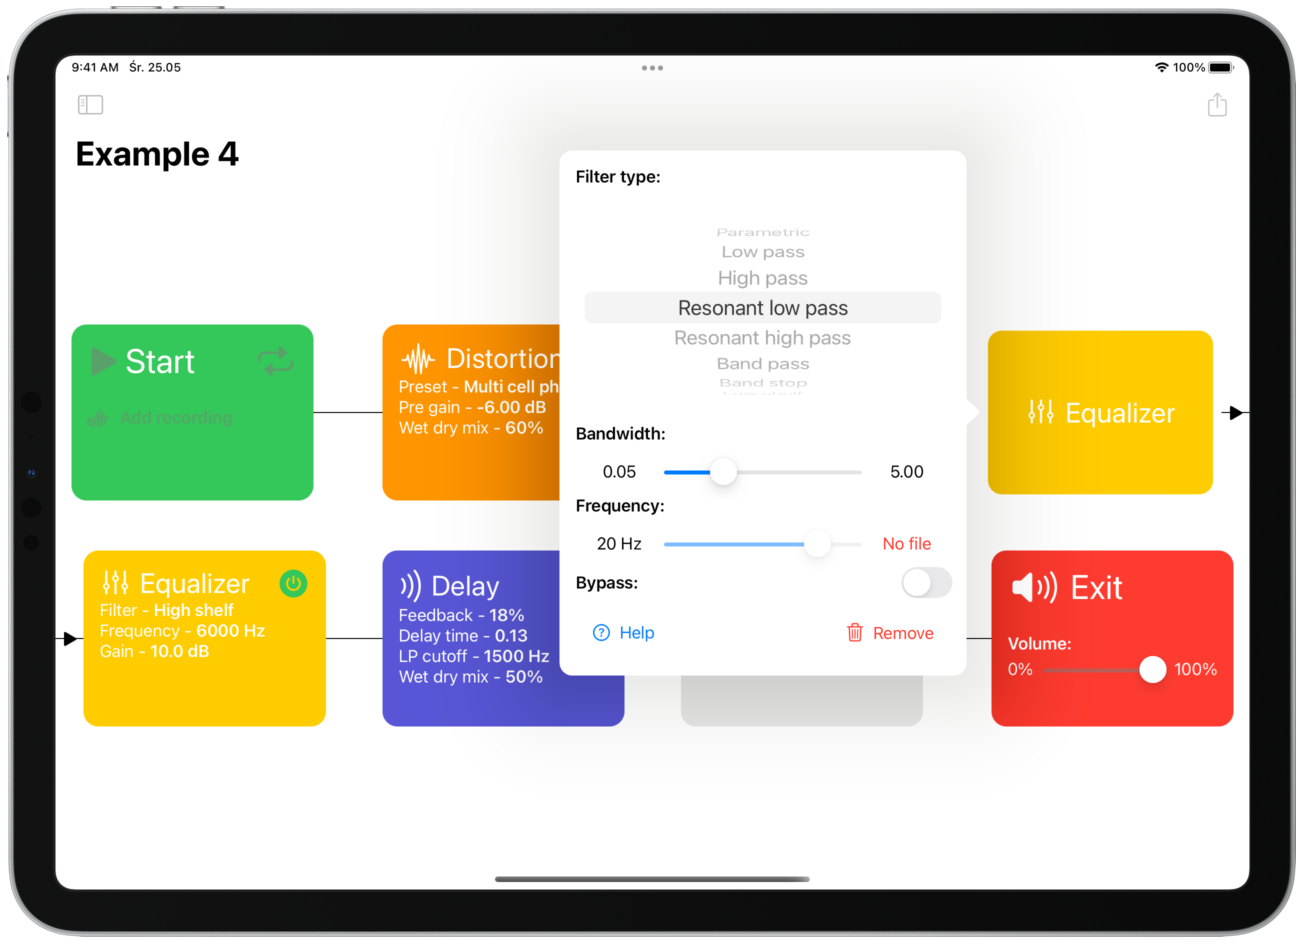 9:41 AM Śr. 25.05
100%
Example 4
Filter type:
Parametric
Low pass
High pass
Resonant low pass
Resonant high pass
Band pass
Band stop
Bandwidth:
0.05
5.00
Frequency:
20 Hz
No file
Bypass:
Help
Remove
Start
Add recording
Distortion
Preset - Multi cell ph
Pre gain - -6.00 dB
Wet dry mix - 60%
Equalizer
Equalizer
Filter - High shelf
Frequency - 6000 Hz
Gain - 10.0 dB
Delay
Feedback - 18%
Delay time - 0.13
LP cutoff - 1500 Hz
Wet dry mix - 50%
Exit
Volume:
0%
100%